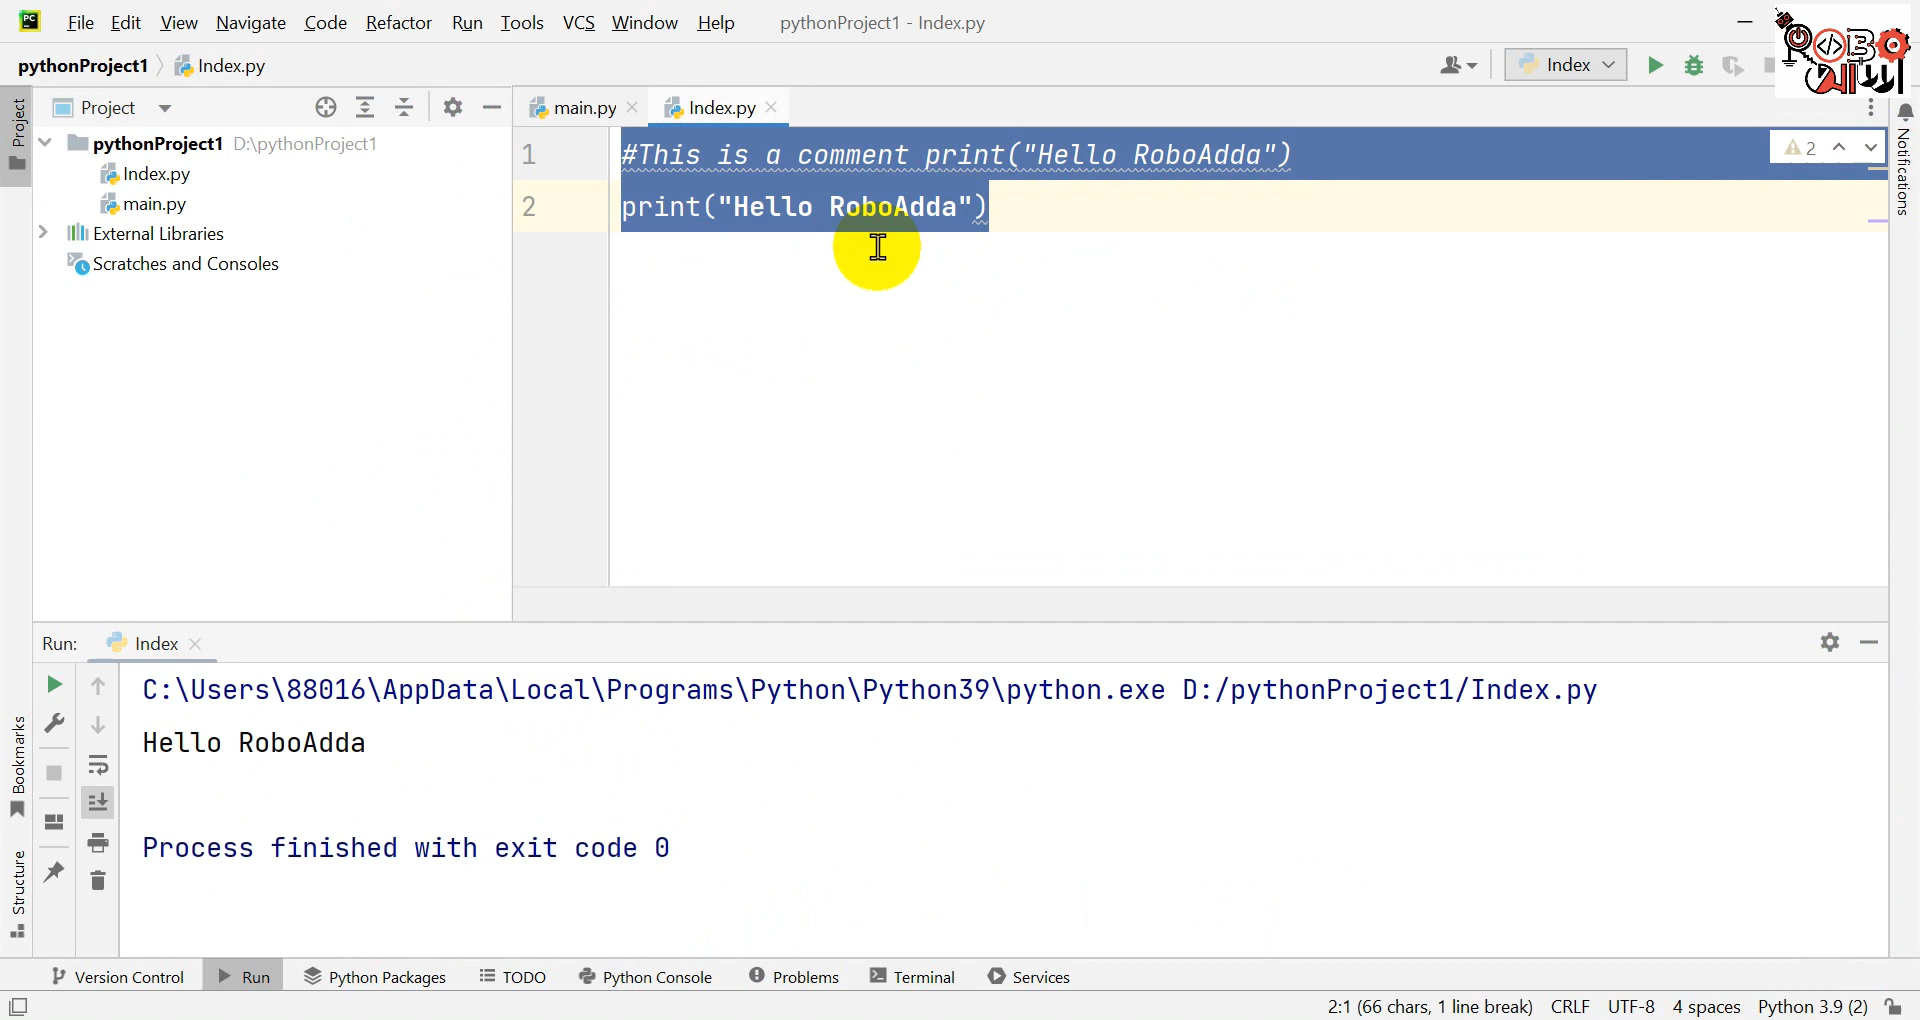 PC File Edit View Navigate Code Refactor Run Tools VCS Window Help pythonProject1 - Index.py
pythonProject1 Index.py Index
Project main.py Index.py
pythonProject1 D:\pythonProject1
Index.py
main.py
External Libraries
Scratches and Consoles
1 #This is a comment print("Hello RoboAdda")
2 print("Hello RoboAdda")
2
Project
Notifications
Run: Index
C:\Users\88016\AppData\Local\Programs\Python\Python39\python.exe D:/pythonProject1/Index.py
Hello RoboAdda
Process finished with exit code 0
Bookmarks
Structure
Version Control Run Python Packages TODO Python Console Problems Terminal Services
2:1 (66 chars, 1 line break) CRLF UTF-8 4 spaces Python 3.9 (2)